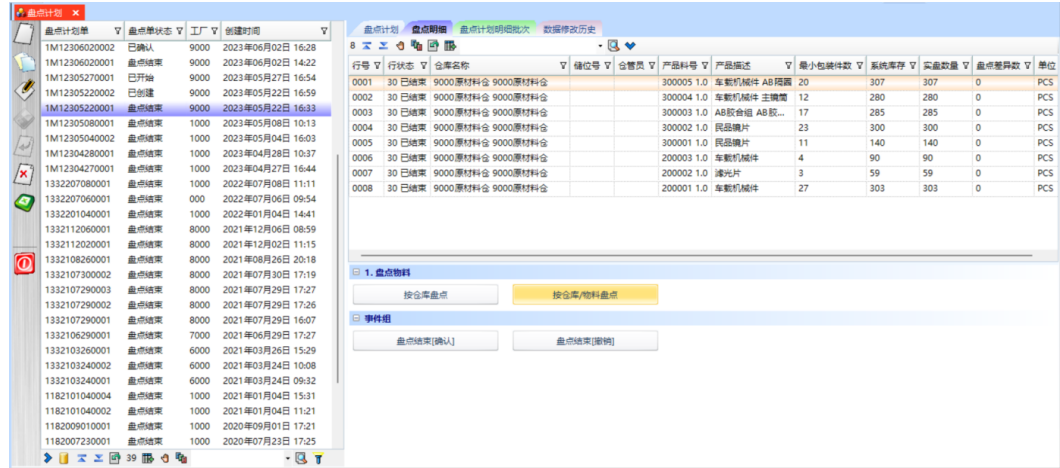 盘点计划 ×
盘点计划单 盘点单状态 工厂 创建时间
1M12306020002 已确认 9000 2023年06月02日 16:28
1M12306020001 盘点结束 9000 2023年06月02日 14:22
1M12305270001 已开始 9000 2023年05月27日 16:54
1M12305220002 已创建 9000 2023年05月22日 16:59
1M12305220001 盘点结束 9000 2023年05月22日 16:33
1M12305080001 盘点结束 1000 2023年05月08日 10:13
1M12305040002 盘点结束 1000 2023年05月04日 16:03
1M12304280001 盘点结束 1000 2023年04月28日 10:37
1M12304270001 盘点结束 1000 2023年04月27日 16:44
1332207080001 盘点结束 1000 2022年07月08日 11:11
1332207060001 盘点结束 000 2022年07月06日 09:54
1332201040001 盘点结束 1000 2022年01月04日 14:41
1332112060001 盘点结束 8000 2021年12月06日 08:59
1332112020001 盘点结束 8000 2021年12月02日 11:15
1332108260001 盘点结束 8000 2021年08月26日 20:18
1332107300002 盘点结束 8000 2021年07月30日 17:19
1332107290003 盘点结束 8000 2021年07月29日 17:27
1332107290002 盘点结束 8000 2021年07月29日 17:26
1332107290001 盘点结束 8000 2021年07月29日 16:07
1332106290001 盘点结束 7000 2021年06月29日 17:27
1332103260001 盘点结束 6000 2021年03月26日 15:29
1332103240002 盘点结束 6000 2021年03月24日 10:08
1332103240001 盘点结束 6000 2021年03月24日 09:32
1182101040004 盘点结束 1000 2021年01月04日 15:31
1182101040002 盘点结束 1000 2021年01月04日 11:21
1182009010001 盘点结束 1000 2020年09月01日 17:21
1182007230001 盘点结束 1000 2020年07月23日 17:25
39
盘点计划 盘点明细 盘点计划明细批次 数据修改历史
8
行号 行状态 仓库名称 储位号 仓管员 产品料号 产品描述 最小包装件数 系统库存 实盘数量 盘点差异数 单位
0001 30 已结束 9000原材料仓 9000原材料仓 300005 1.0 车载机械件 AB隔圆 20 307 307 0 PCS
0002 30 已结束 9000原材料仓 9000原材料仓 300004 1.0 车载机械件 主镜筒 12 280 280 0 PCS
0003 30 已结束 9000原材料仓 9000原材料仓 300003 1.0 AB胶合组 AB胶... 17 285 285 0 PCS
0004 30 已结束 9000原材料仓 9000原材料仓 300002 1.0 民品镜片 23 300 300 0 PCS
0005 30 已结束 9000原材料仓 9000原材料仓 300001 1.0 民品镜片 11 140 140 0 PCS
0006 30 已结束 9000原材料仓 9000原材料仓 200003 1.0 车载机械件 4 90 90 0 PCS
0007 30 已结束 9000原材料仓 9000原材料仓 200002 1.0 滤光片 3 59 59 0 PCS
0008 30 已结束 9000原材料仓 9000原材料仓 200001 1.0 车载机械件 27 303 303 0 PCS
1. 盘点物料
按仓库盘点 按仓库/物料盘点
事件组
盘点结束[确认] 盘点结束[撤销]